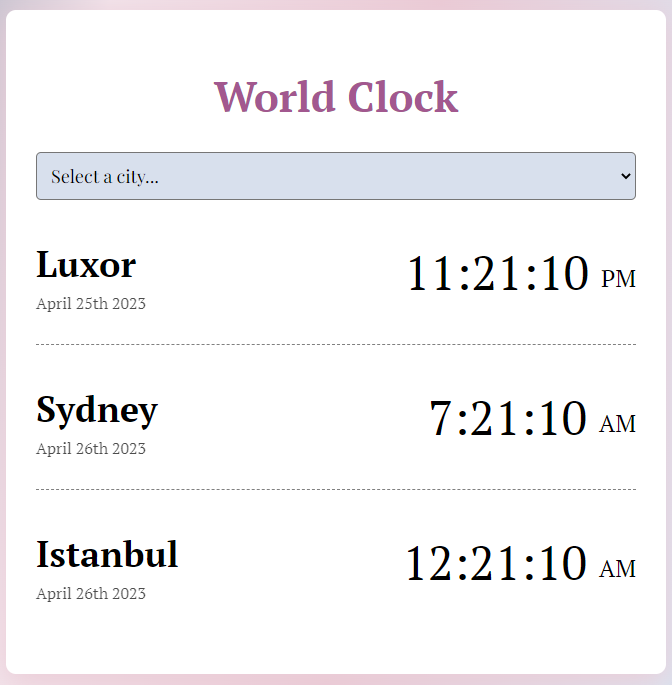 World Clock
Select a city...
Luxor
11:21:10 PM
April 25th 2023
Sydney
7:21:10 AM
April 26th 2023
Istanbul
12:21:10 AM
April 26th 2023